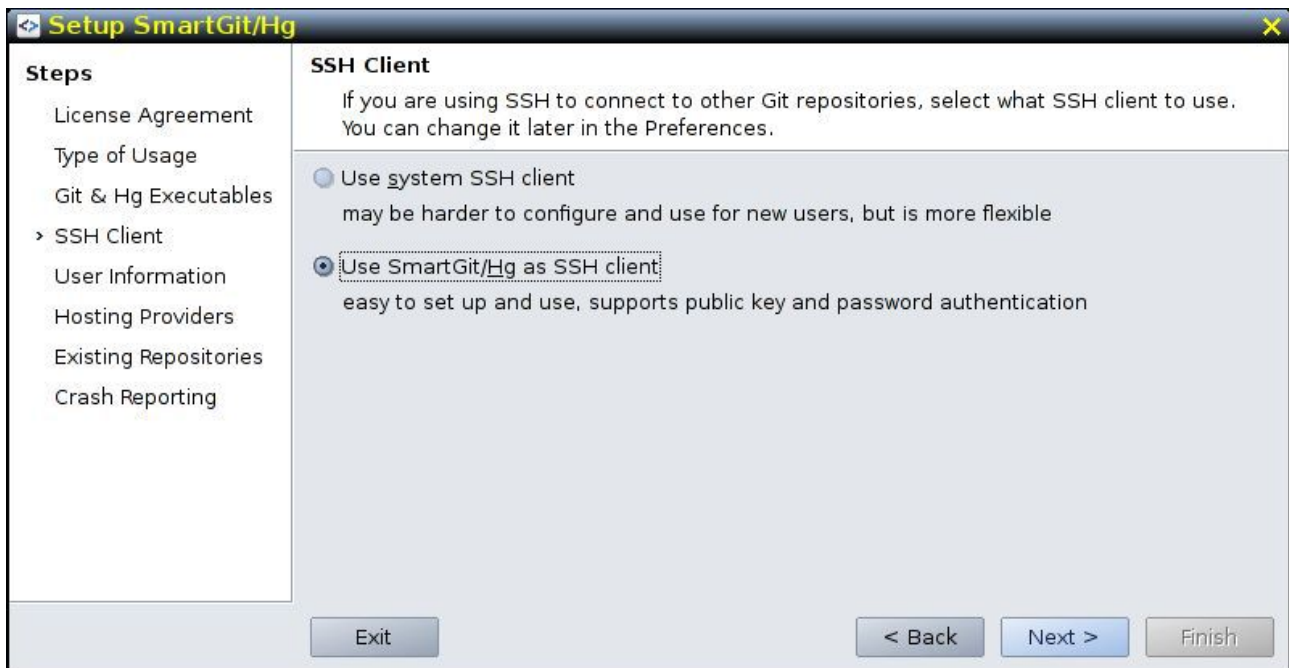 Setup SmartGit/Hg
Steps
License Agreement
Type of Usage
Git & Hg Executables
SSH Client
User Information
Hosting Providers
Existing Repositories
Crash Reporting
SSH Client
If you are using SSH to connect to other Git repositories, select what SSH client to use.
You can change it later in the Preferences.
Use system SSH client
may be harder to configure and use for new users, but is more flexible
Use SmartGit/Hg as SSH client
easy to set up and use, supports public key and password authentication
Exit
< Back
Next >
Finish